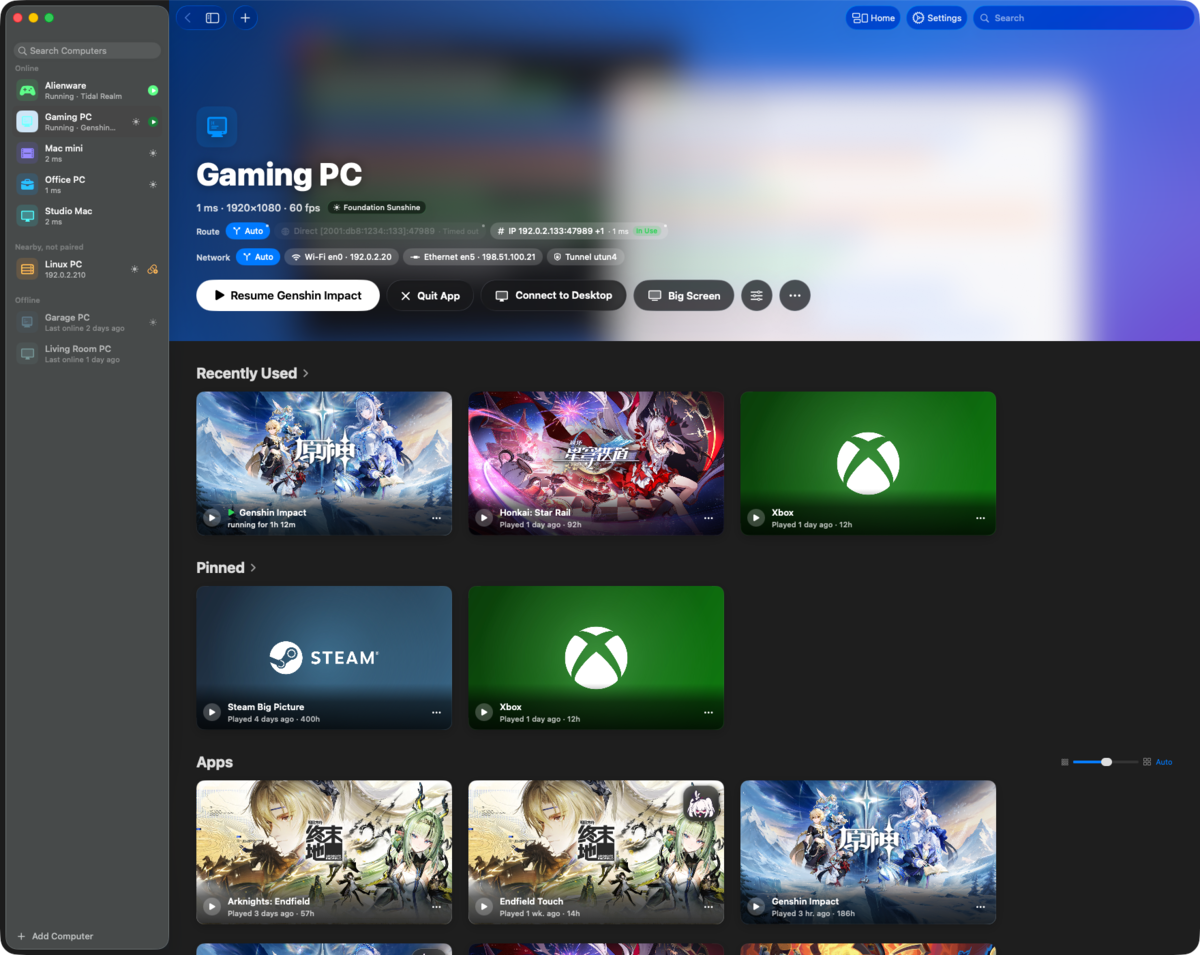 Search Computers
Online
Alienware
Running · Tidal Realm
Gaming PC
Running · Genshin...
Mac mini
2 ms
Office PC
1 ms
Studio Mac
2 ms
Nearby, not paired
Linux PC
192.0.2.210
Offline
Garage PC
Last online 2 days ago
Living Room PC
Last online 1 day ago
Add Computer
Home
Settings
Search
Gaming PC
1 ms · 1920×1080 · 60 fps
Foundation Sunshine
Route
Auto
Direct [2001:db8:1234::133]:47989 · Timed out
# IP 192.0.2.133:47989 +1 · 1 ms In Use
Network
Auto
Wi-Fi en0 · 192.0.2.20
Ethernet en5 · 198.51.100.21
Tunnel utun4
Resume Genshin Impact
Quit App
Connect to Desktop
Big Screen
Recently Used
原神
Genshin Impact
running for 1h 12m
崩坏
星穹铁道
Honkai: Star Rail
Played 1 day ago · 92h
Xbox
Played 1 day ago · 12h
Pinned
STEAM
Steam Big Picture
Played 4 days ago · 400h
Xbox
Played 1 day ago · 12h
Apps
Auto
终末地
Arknights: Endfield
Played 3 days ago · 57h
终末地
Endfield Touch
Played 1 wk. ago · 14h
原神
Genshin Impact
Played 3 hr. ago · 186h